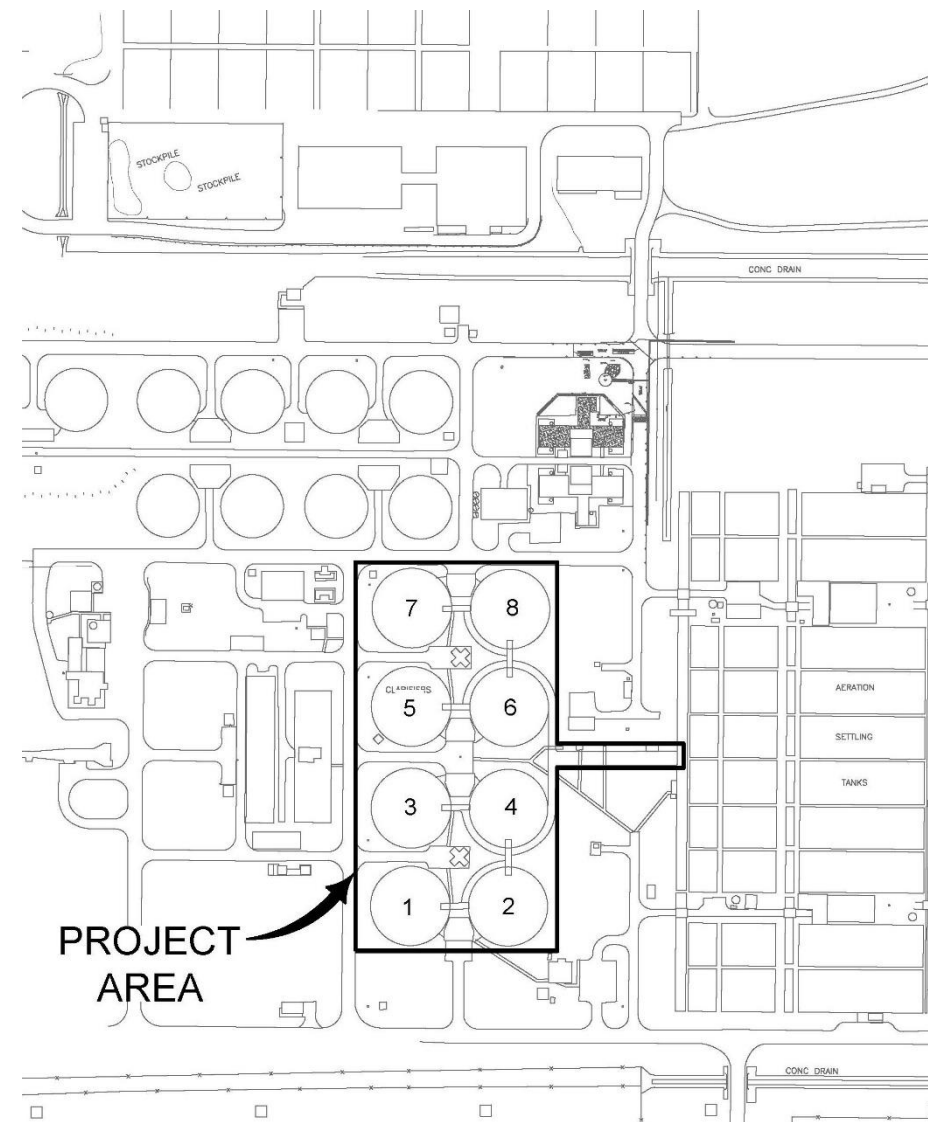 STOCKPILE
STOCKPILE
CONC DRAIN
7
8
CLARIFIERS
5
6
AERATION
SETTLING
TANKS
3
4
1
2
PROJECT
AREA
CONC DRAIN